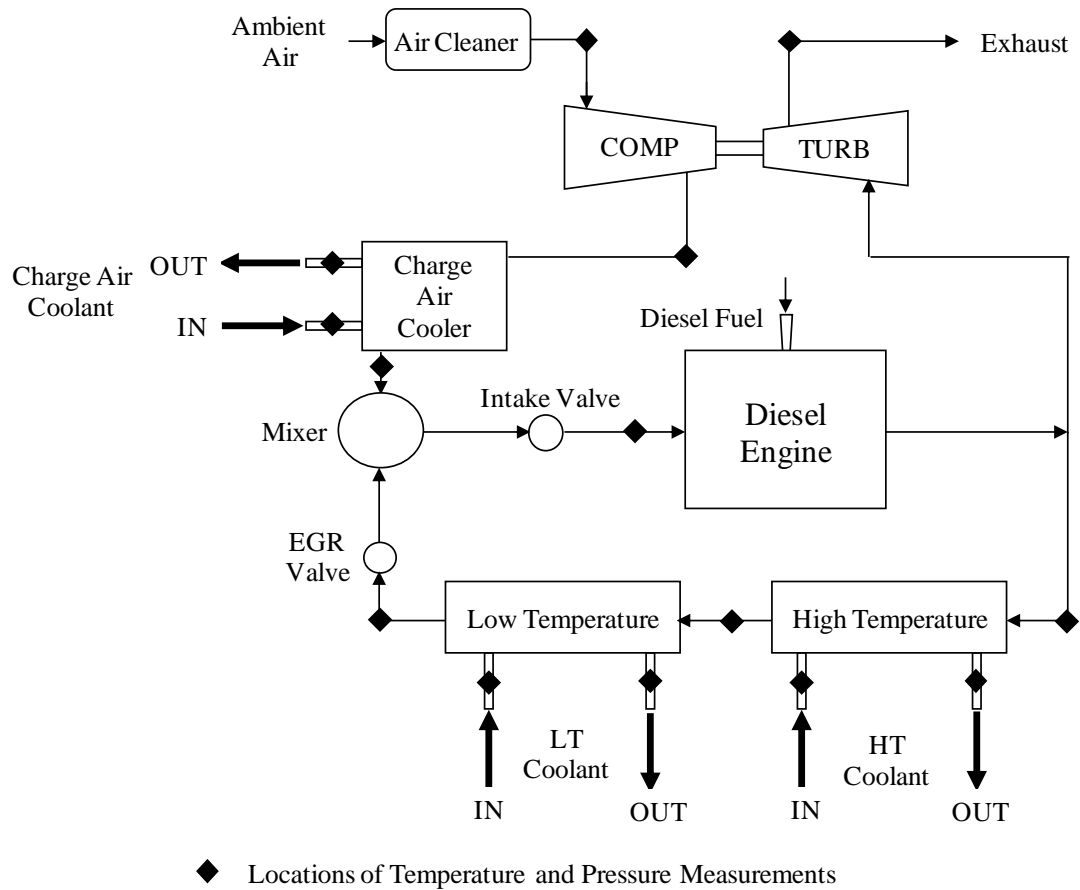 Ambient
Air
Air Cleaner
Exhaust
COMP
TURB
Charge Air
Coolant
OUT
IN
Charge
Air
Cooler
Diesel Fuel
Intake Valve
Mixer
Diesel
Engine
EGR
Valve
Low Temperature
High Temperature
LT
Coolant
IN
OUT
HT
Coolant
IN
OUT
Locations of Temperature and Pressure Measurements